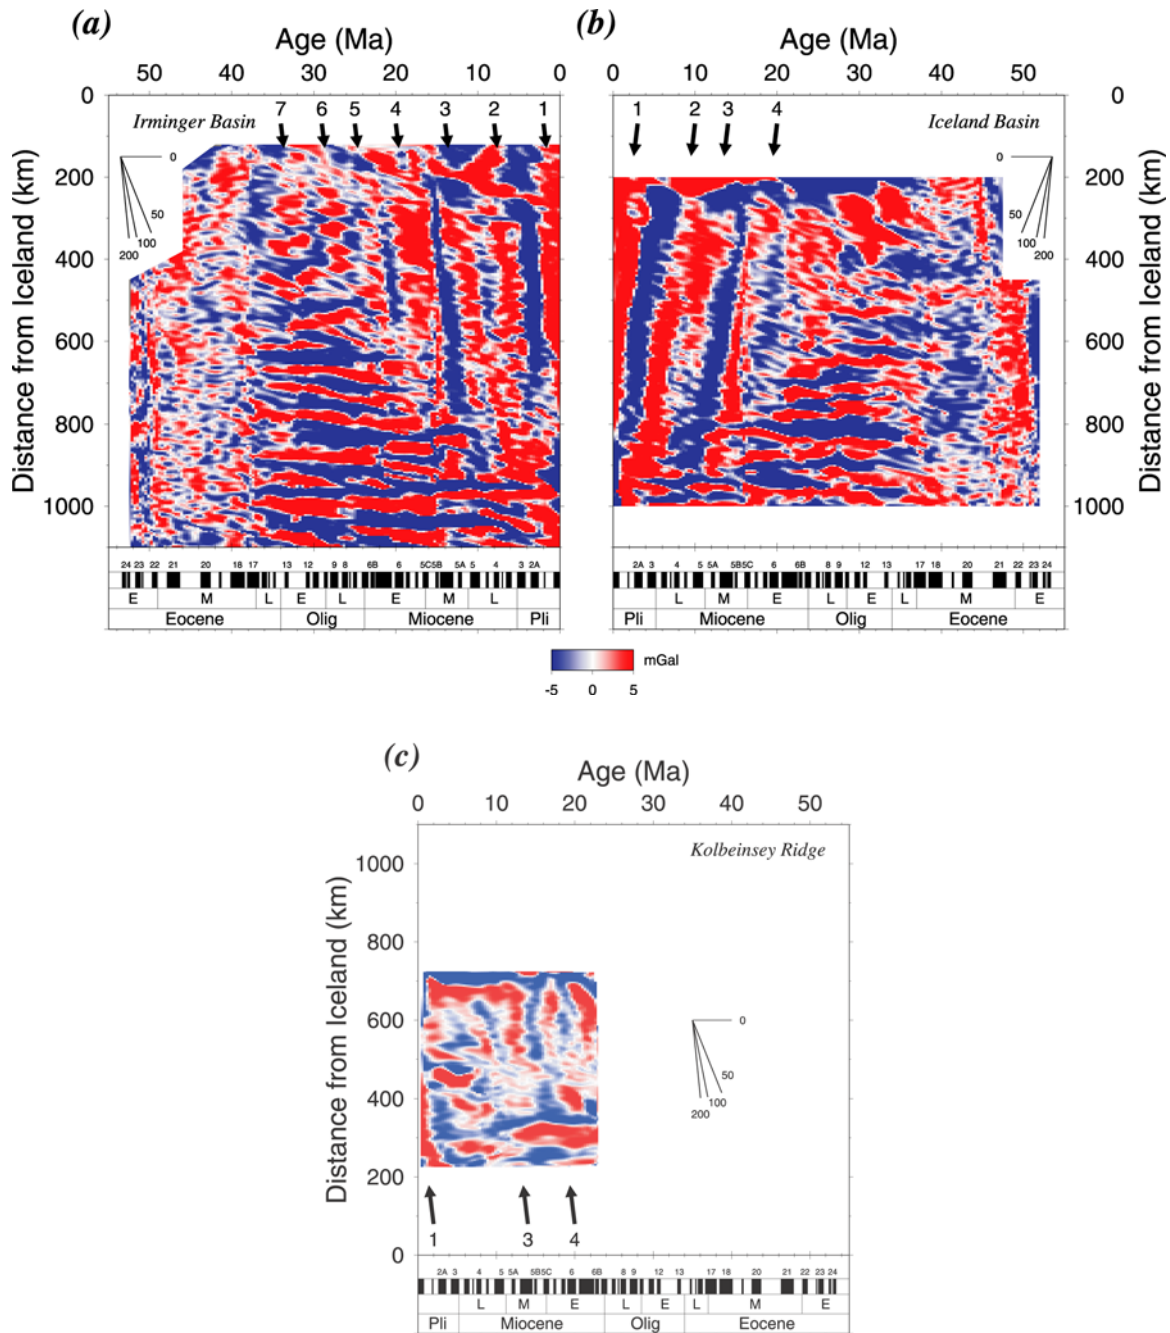 (a)
Age (Ma)
50 40 30 20 10 0
0
200
400
600
800
1000
Distance from Iceland (km)
7 6 5 4 3 2 1
Irminger Basin
0
50
100
200
24 23 22 21 20 18 17 13 12 9 8 6B 6 5C 5B 5A 5 4 3 2A
E M L E L E M L
Eocene Olig Miocene Pli
(b)
Age (Ma)
0 10 20 30 40 50
0
200
400
600
800
1000
Distance from Iceland (km)
1 2 3 4
Iceland Basin
0
50
100
200
2A 3 4 5 5A 5B 5C 6 6B 8 9 12 13 17 18 20 21 22 23 24
L M E L E L M E
Pli Miocene Olig Eocene
mGal
-5 0 5
(c)
Age (Ma)
0 10 20 30 40 50
Kolbeinsey Ridge
1000
800
600
400
200
0
Distance from Iceland (km)
0
50
100
200
1 3 4
2A 3 4 5 5A 5B 5C 6 6B 8 9 12 13 17 18 20 21 22 23 24
L M E L E L M E
Pli Miocene Olig Eocene